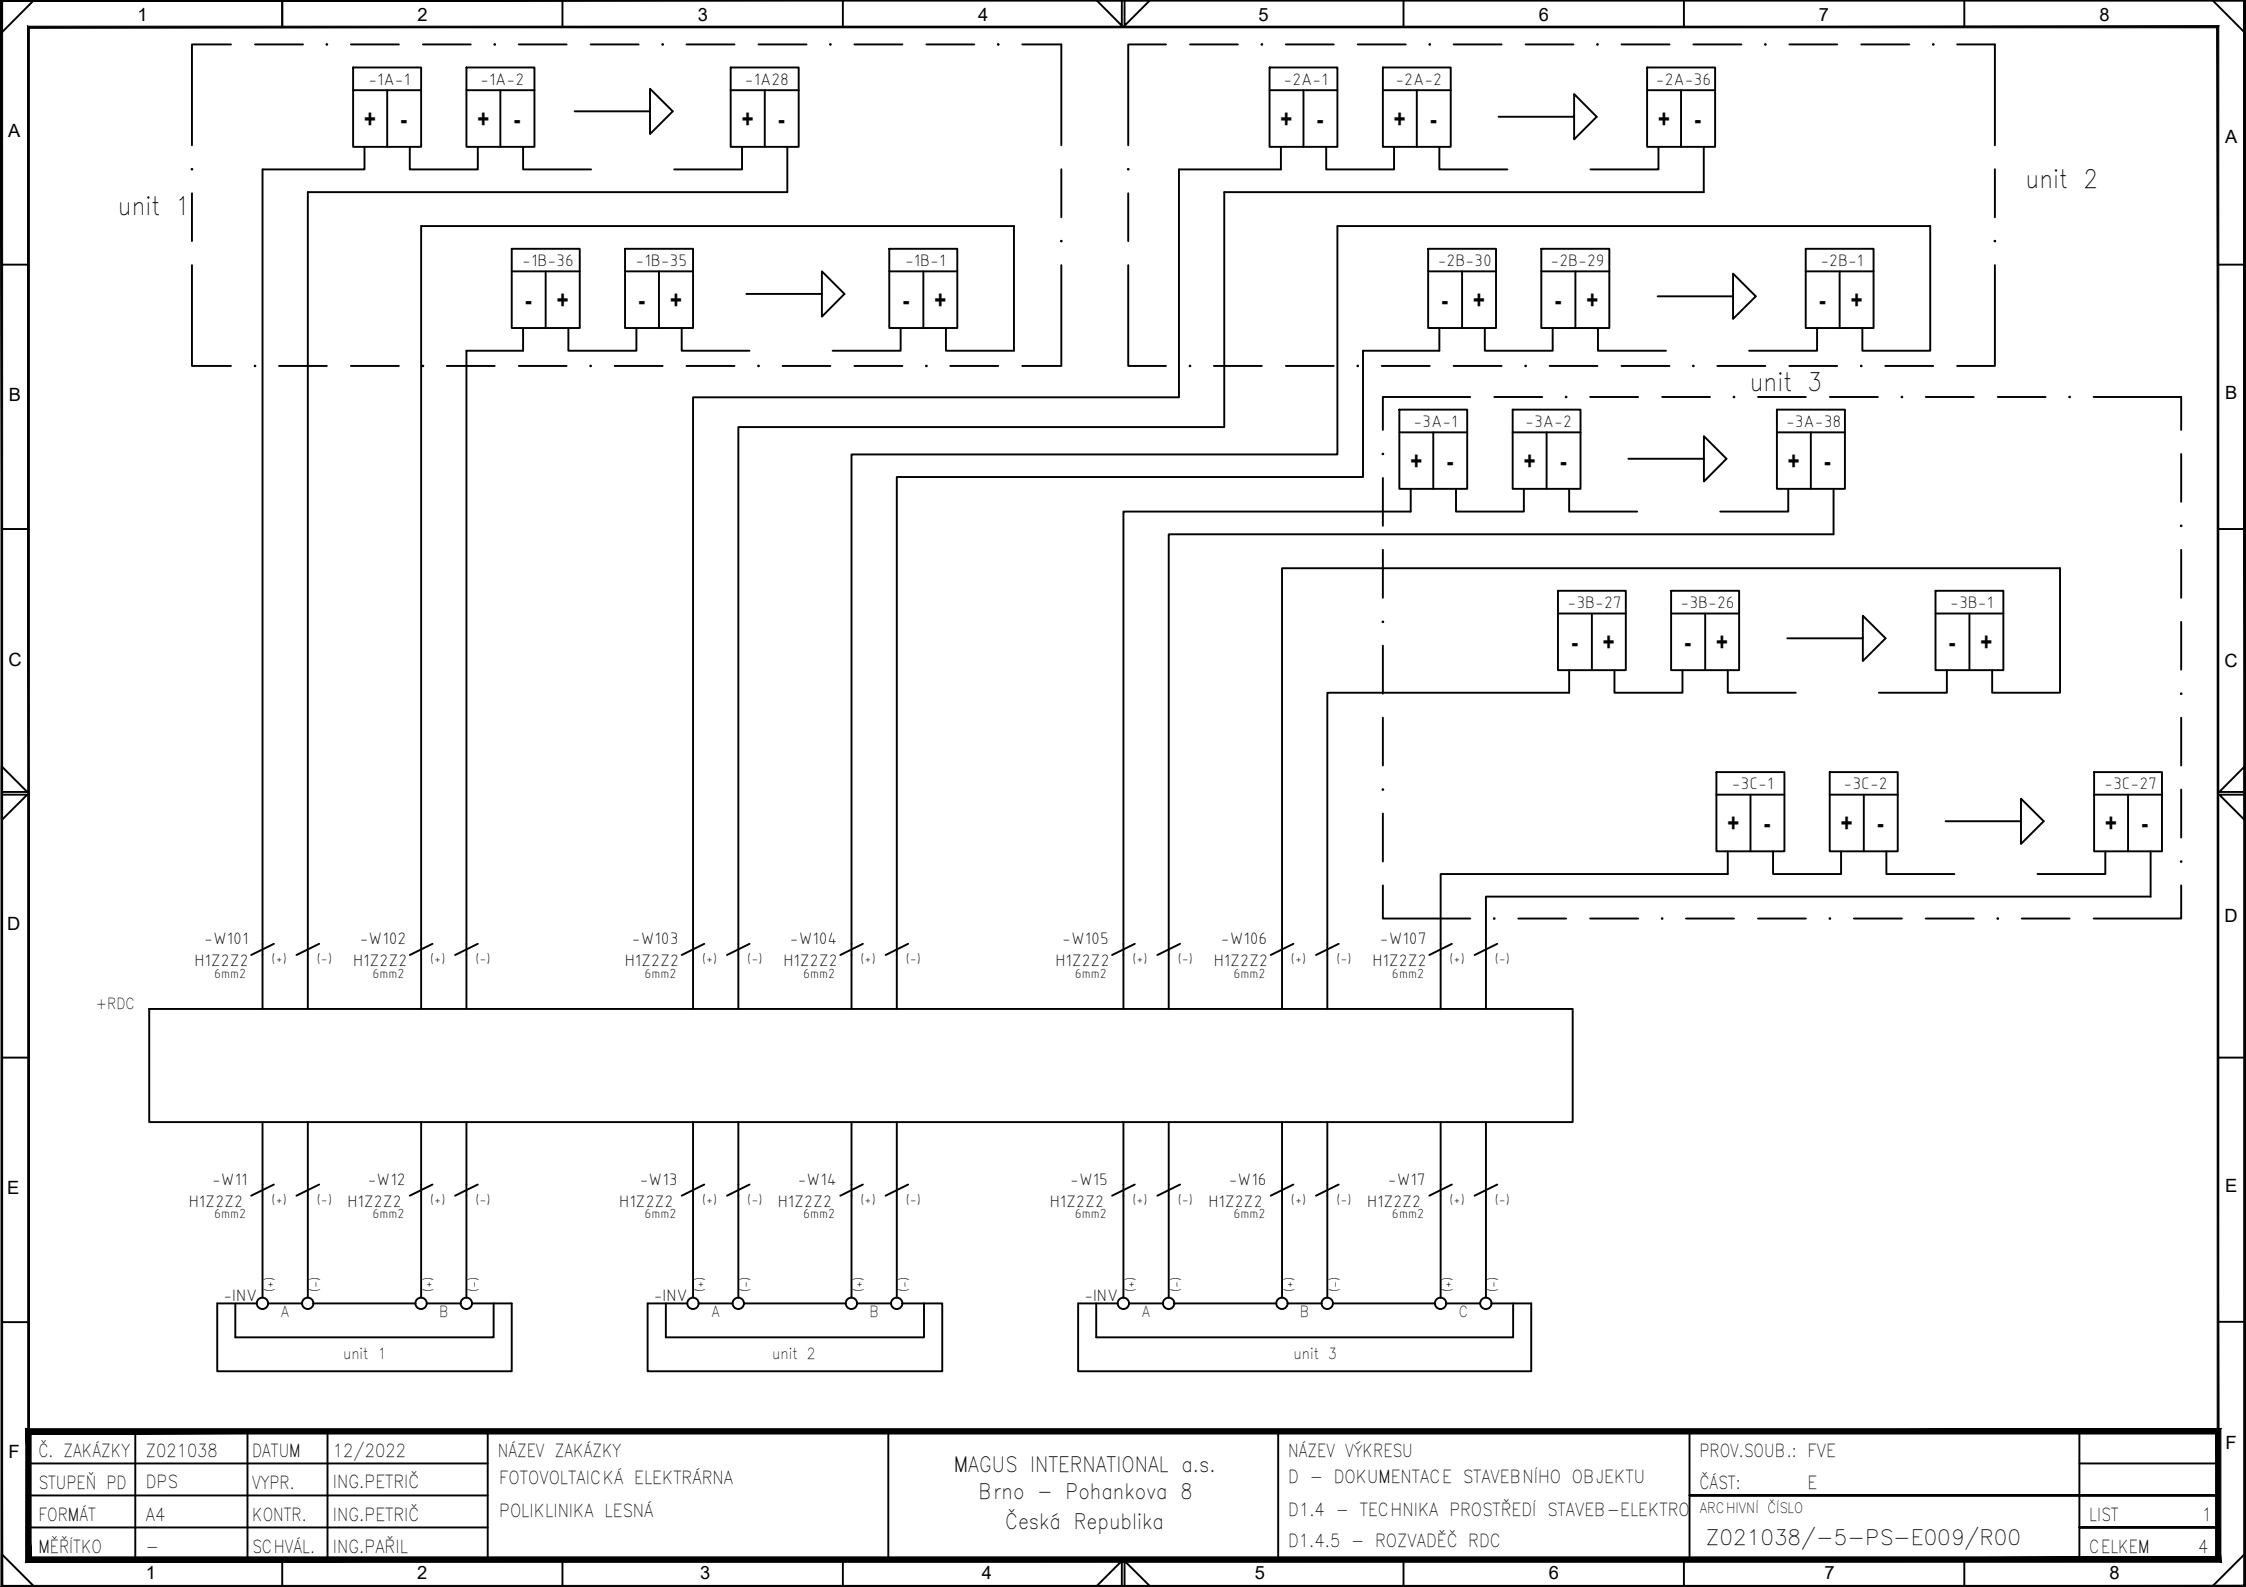 1 2 3 4 5 6 7 8
A A
B B
C C
D D
E E
F F
unit 1
-1A-1 -1A-2 -1A28
+ - + - + -
-1B-36 -1B-35 -1B-1
- + - + - +
unit 2
-2A-1 -2A-2 -2A-36
+ - + - + -
-2B-30 -2B-29 -2B-1
- + - + - +
unit 3
-3A-1 -3A-2 -3A-38
+ - + - + -
-3B-27 -3B-26 -3B-1
- + - + - +
-3C-1 -3C-2 -3C-27
+ - + - + -
-W101 -W102 -W103 -W104 -W105 -W106 -W107
H1Z2Z2 (+) (-) H1Z2Z2 (+) (-) H1Z2Z2 (+) (-) H1Z2Z2 (+) (-) H1Z2Z2 (+) (-) H1Z2Z2 (+) (-) H1Z2Z2 (+) (-)
6mm2 6mm2 6mm2 6mm2 6mm2 6mm2 6mm2
+RDC
-W11 -W12 -W13 -W14 -W15 -W16 -W17
H1Z2Z2 (+) (-) H1Z2Z2 (+) (-) H1Z2Z2 (+) (-) H1Z2Z2 (+) (-) H1Z2Z2 (+) (-) H1Z2Z2 (+) (-) H1Z2Z2 (+) (-)
6mm2 6mm2 6mm2 6mm2 6mm2 6mm2 6mm2
(+) (-) (+) (-) (+) (-) (+) (-) (+) (-) (+) (-) (+) (-)
-INV A B -INV A B -INV A B C
unit 1 unit 2 unit 3
Č. ZAKÁZKY Z021038 DATUM 12/2022
STUPEŇ PD DPS VYPR. ING.PETRIČ
FORMÁT A4 KONTR. ING.PETRIČ
MĚŘÍTKO – SCHVÁL. ING.PAŘIL
NÁZEV ZAKÁZKY
FOTOVOLTAICKÁ ELEKTRÁRNA
POLIKLINIKA LESNÁ
MAGUS INTERNATIONAL a.s.
Brno – Pohankova 8
Česká Republika
NÁZEV VÝKRESU
D – DOKUMENTACE STAVEBNÍHO OBJEKTU
D1.4 – TECHNIKA PROSTŘEDÍ STAVEB–ELEKTRO
D1.4.5 – ROZVADĚČ RDC
PROV.SOUB.: FVE
ČÁST: E
ARCHIVNÍ ČÍSLO
Z021038/-5-PS-E009/R00
LIST 1
CELKEM 4
1 2 3 4 5 6 7 8